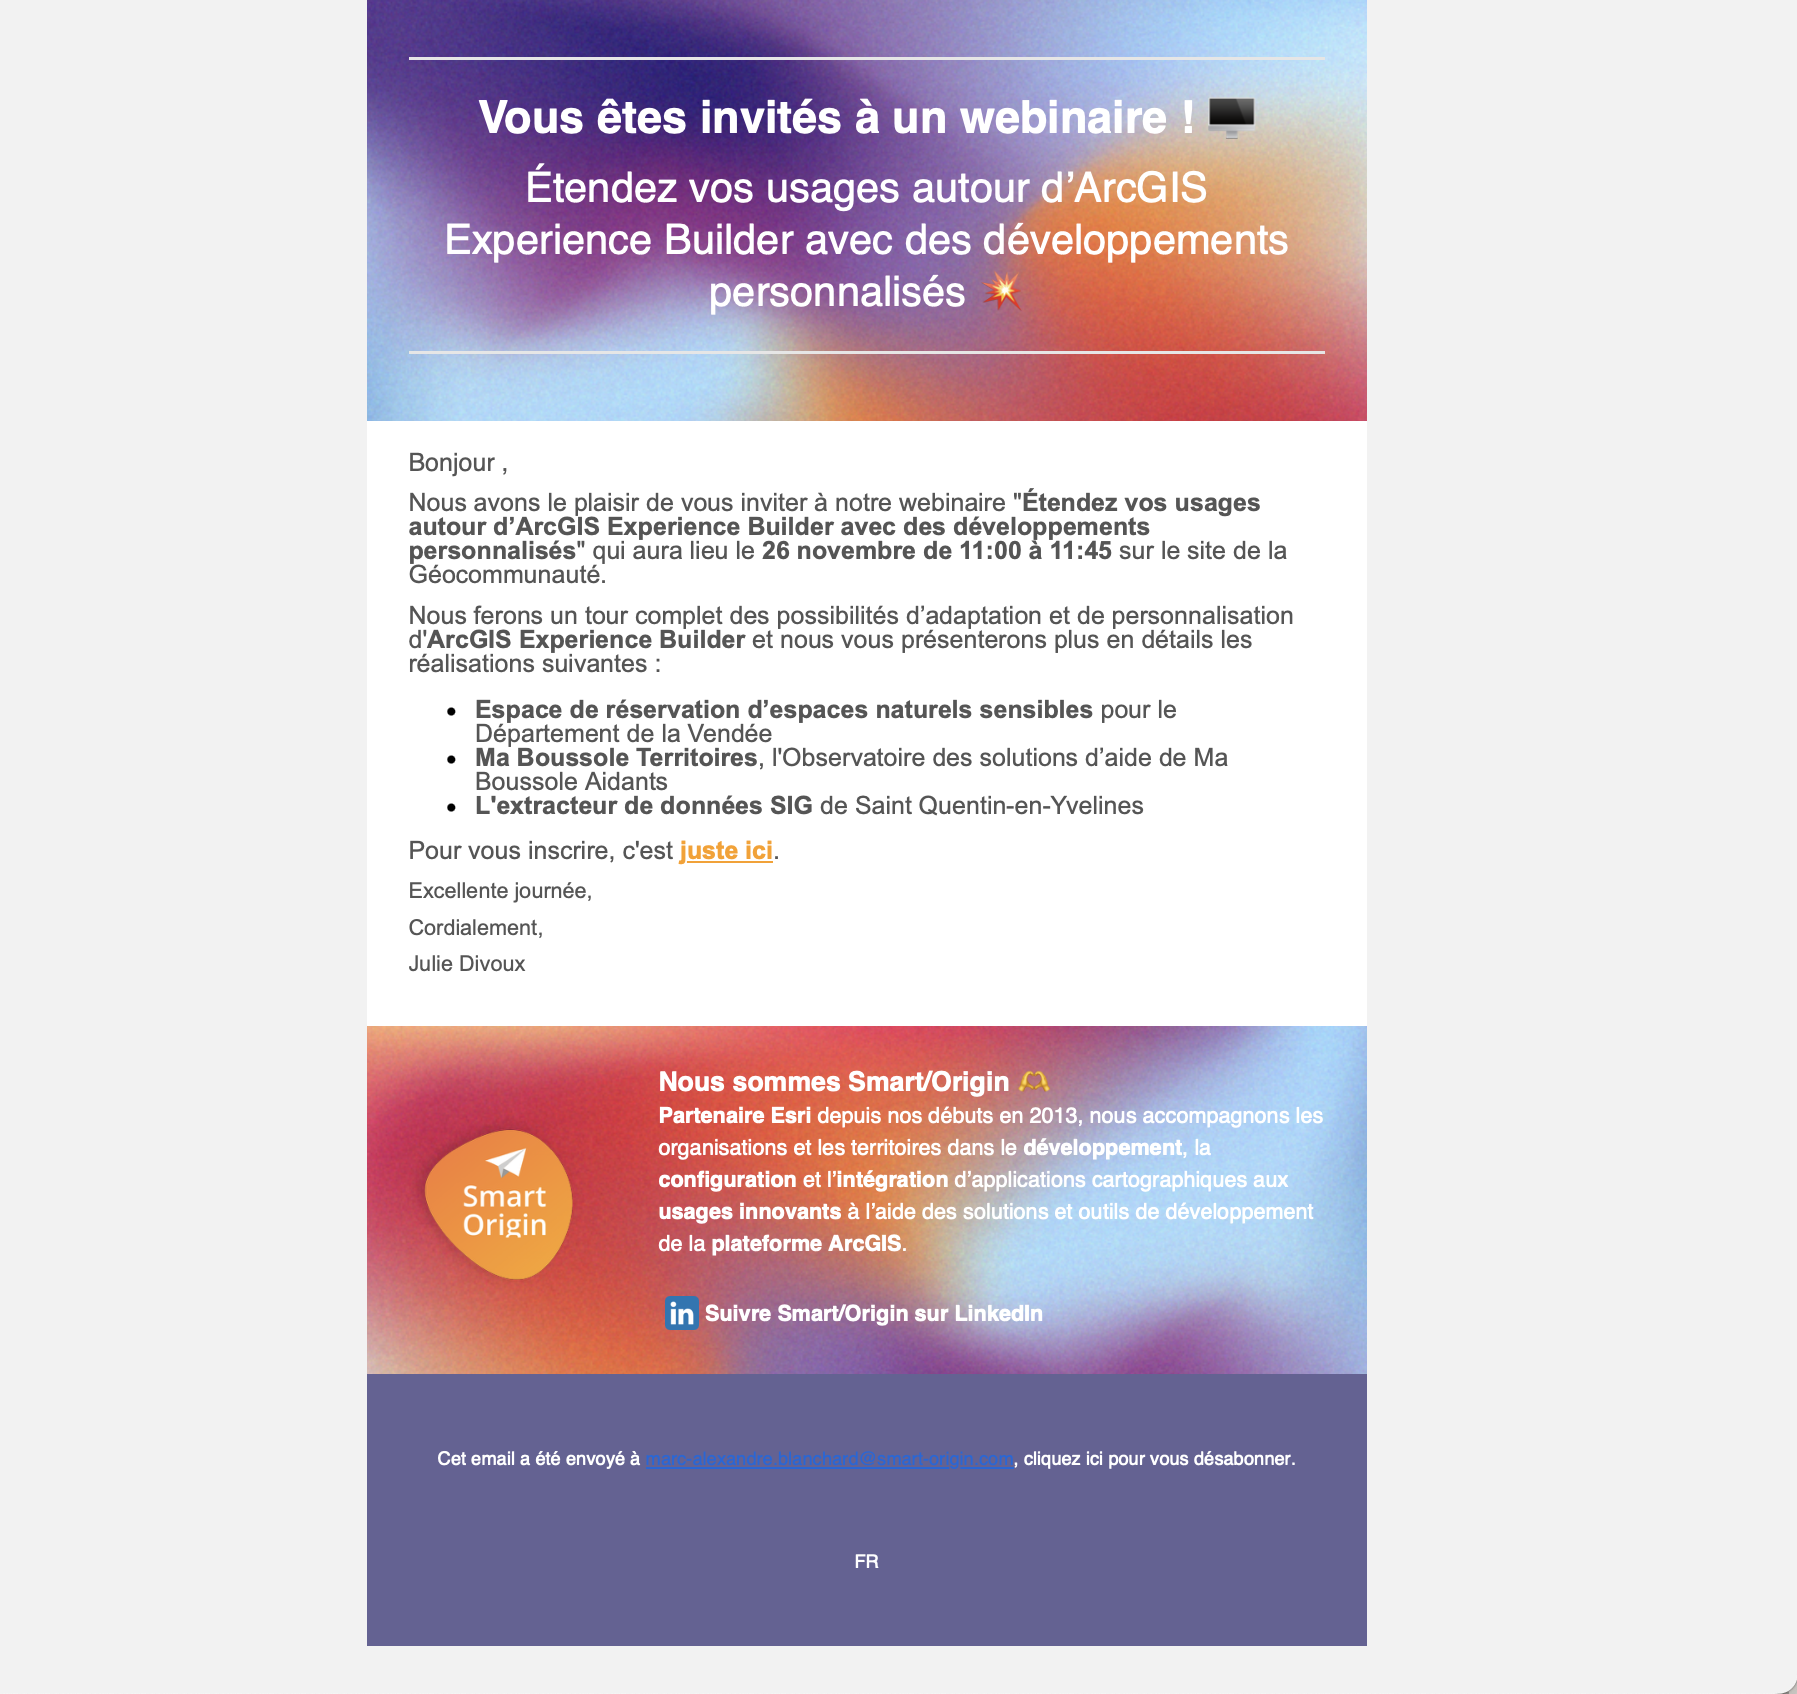 Vous êtes invités à un webinaire ! 🖥️
Étendez vos usages autour d’ArcGIS
Experience Builder avec des développements
personnalisés 💥
Bonjour ,
Nous avons le plaisir de vous inviter à notre webinaire "Étendez vos usages
autour d’ArcGIS Experience Builder avec des développements
personnalisés" qui aura lieu le 26 novembre de 11:00 à 11:45 sur le site de la
Géocommunauté.
Nous ferons un tour complet des possibilités d’adaptation et de personnalisation
d'ArcGIS Experience Builder et nous vous présenterons plus en détails les
réalisations suivantes :
• Espace de réservation d’espaces naturels sensibles pour le
Département de la Vendée
• Ma Boussole Territoires, l'Observatoire des solutions d’aide de Ma
Boussole Aidants
• L'extracteur de données SIG de Saint Quentin-en-Yvelines
Pour vous inscrire, c'est juste ici.
Excellente journée,
Cordialement,
Julie Divoux
Smart
Origin
Nous sommes Smart/Origin 🫶
Partenaire Esri depuis nos débuts en 2013, nous accompagnons les
organisations et les territoires dans le développement, la
configuration et l’intégration d’applications cartographiques aux
usages innovants à l’aide des solutions et outils de développement
de la plateforme ArcGIS.
in Suivre Smart/Origin sur LinkedIn
Cet email a été envoyé à marc-alexandre.blanchard@smart-origin.com, cliquez ici pour vous désabonner.
FR